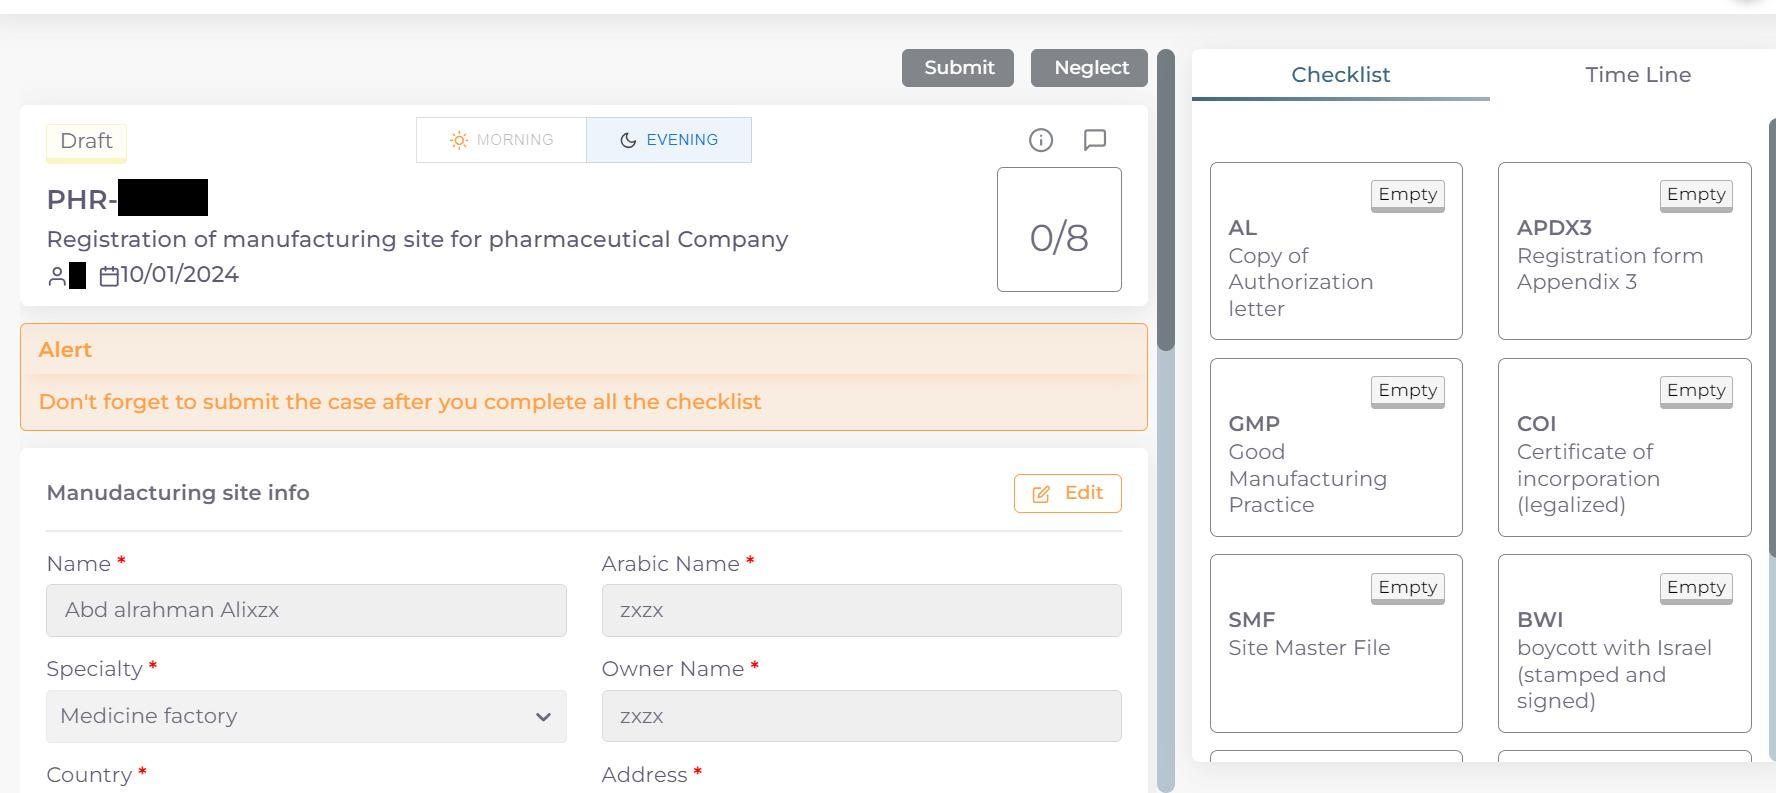 Submit
Neglect
Draft
MORNING
EVENING
PHR-
Registration of manufacturing site for pharmaceutical Company
10/01/2024
0/8
Alert
Don't forget to submit the case after you complete all the checklist
Manudacturing site info
Edit
Name *
Arabic Name *
Abd alrahman Alixzx
zxzx
Specialty *
Owner Name *
Medicine factory
zxzx
Country *
Address *
Checklist
Time Line
Empty
AL
Copy of
Authorization
letter
Empty
APDX3
Registration form
Appendix 3
Empty
GMP
Good
Manufacturing
Practice
Empty
COI
Certificate of
incorporation
(legalized)
Empty
SMF
Site Master File
Empty
BWI
boycott with Israel
(stamped and
signed)